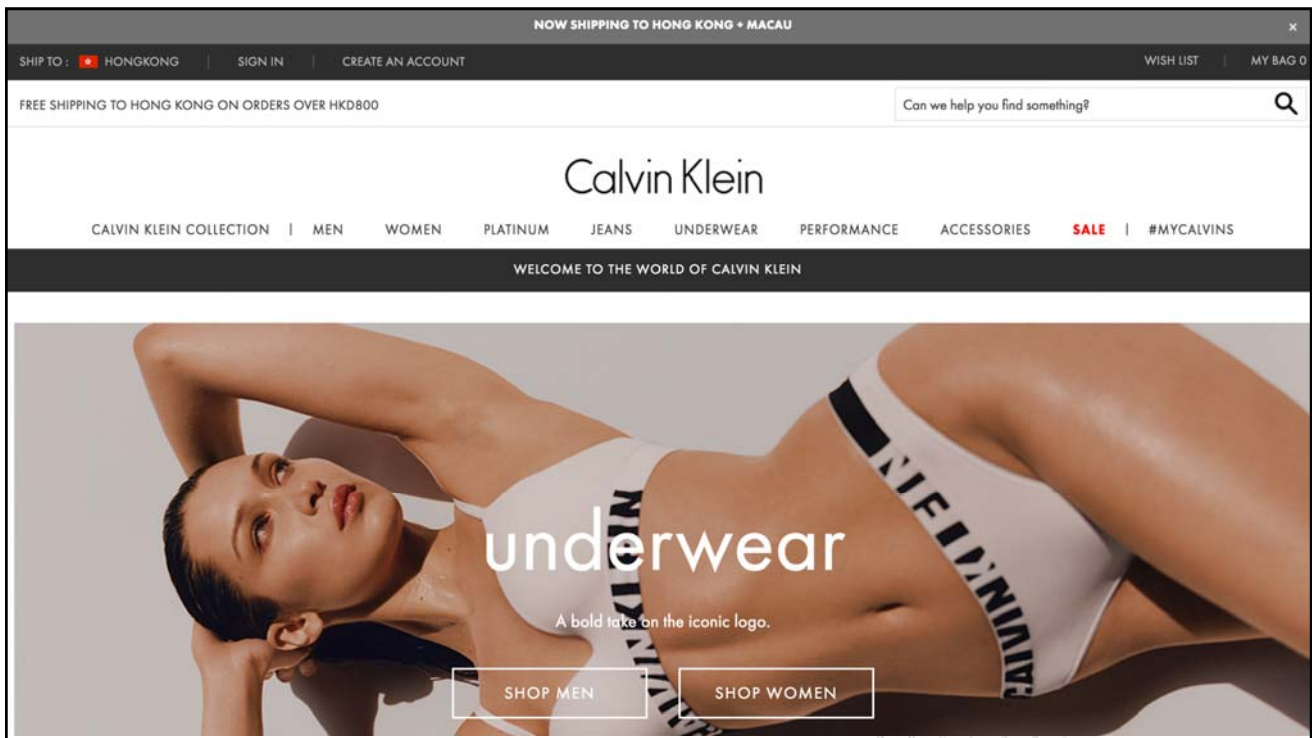 NOW SHIPPING TO HONG KONG + MACAU ×
SHIP TO : HONGKONG | SIGN IN | CREATE AN ACCOUNT WISH LIST | MY BAG 0
FREE SHIPPING TO HONG KONG ON ORDERS OVER HKD800 Can we help you find something?
Calvin Klein
CALVIN KLEIN COLLECTION | MEN WOMEN PLATINUM JEANS UNDERWEAR PERFORMANCE ACCESSORIES SALE | #MYCALVINS
WELCOME TO THE WORLD OF CALVIN KLEIN
underwear
A bold take on the iconic logo.
SHOP MEN SHOP WOMEN